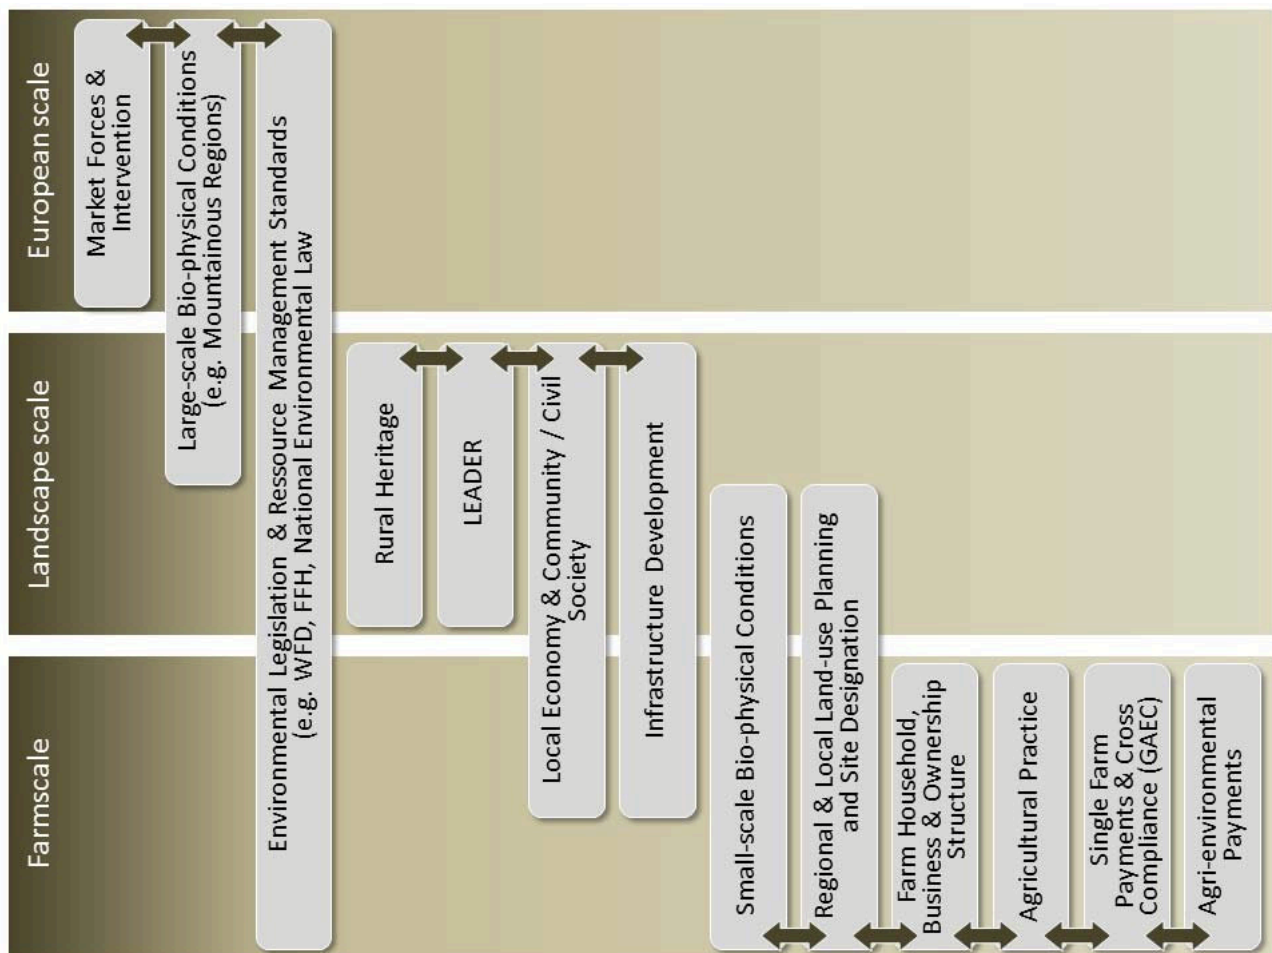 Farmscale
Landscape scale
European scale
Market Forces &
Intervention
Large-scale Bio-physical Conditions
(e.g. Mountainous Regions)
Environmental Legislation & Ressource Management Standards
(e.g. WFD, FFH, National Environmental Law
Rural Heritage
LEADER
Local Economy & Community / Civil
Society
Infrastructure Development
Small-scale Bio-physical Conditions
Regional & Local Land-use Planning
and Site Designation
Farm Household,
Business & Ownership
Structure
Agricultural Practice
Single Farm
Payments & Cross
Compliance (GAEC)
Agri-environmental
Payments